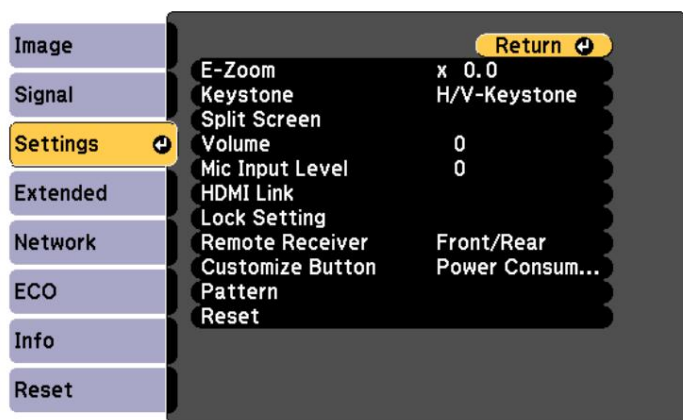 Image
Signal
Settings
Extended
Network
ECO
Info
Reset
Return
E-Zoom x 0.0
Keystone H/V-Keystone
Split Screen
Volume 0
Mic Input Level 0
HDMI Link
Lock Setting
Remote Receiver Front/Rear
Customize Button Power Consum...
Pattern
Reset